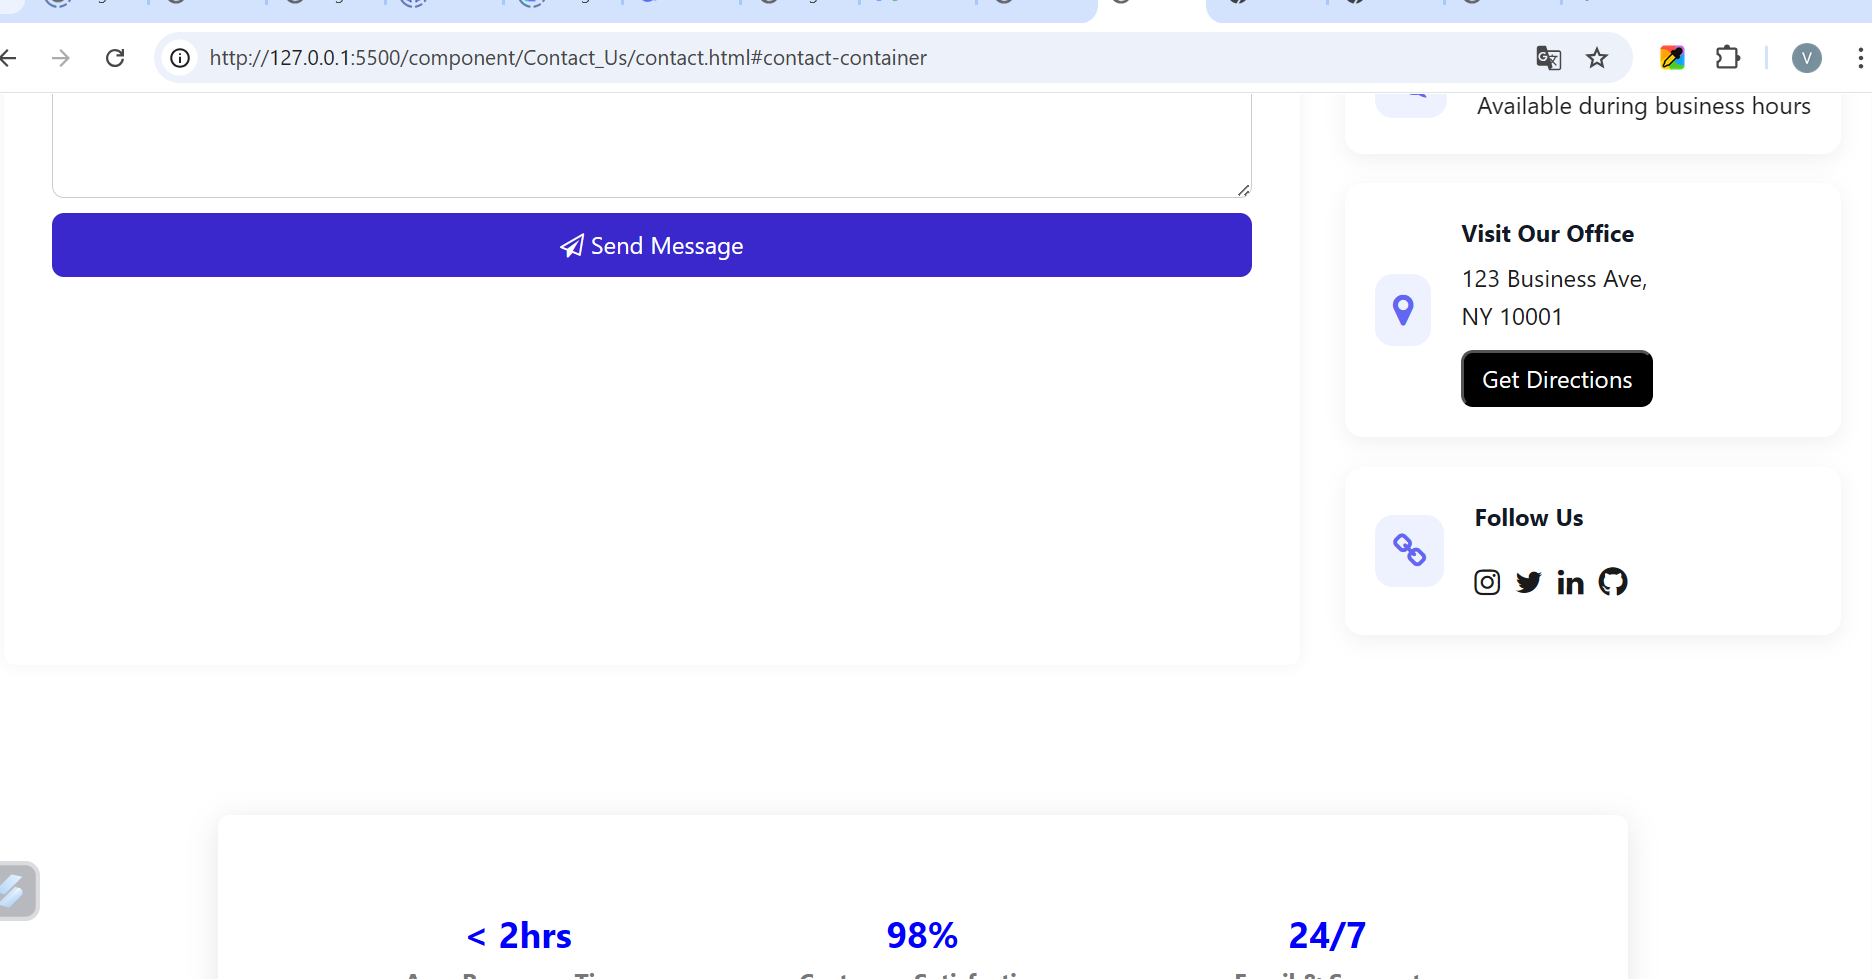 http://127.0.0.1:5500/component/Contact_Us/contact.html#contact-container
V
Available during business hours
Send Message
Visit Our Office
123 Business Ave,
NY 10001
Get Directions
Follow Us
< 2hrs
98%
24/7